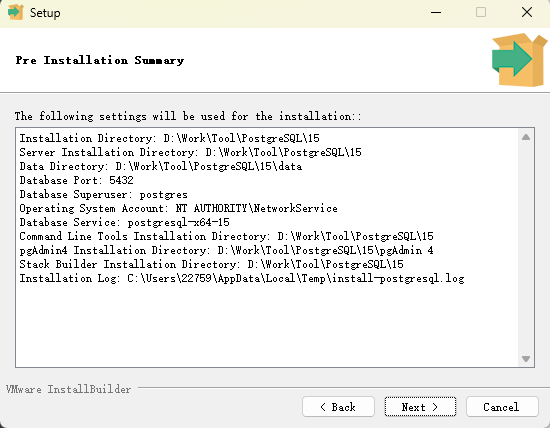 Setup
Pre Installation Summary
The following settings will be used for the installation::
Installation Directory: D:\Work\Tool\PostgreSQL\15
Server Installation Directory: D:\Work\Tool\PostgreSQL\15
Data Directory: D:\Work\Tool\PostgreSQL\15\data
Database Port: 5432
Database Superuser: postgres
Operating System Account: NT AUTHORITY\NetworkService
Database Service: postgresql-x64-15
Command Line Tools Installation Directory: D:\Work\Tool\PostgreSQL\15
pgAdmin4 Installation Directory: D:\Work\Tool\PostgreSQL\15\pgAdmin 4
Stack Builder Installation Directory: D:\Work\Tool\PostgreSQL\15
Installation Log: C:\Users\22759\AppData\Local\Temp\install-postgresql.log
VMware InstallBuilder
< Back Next > Cancel